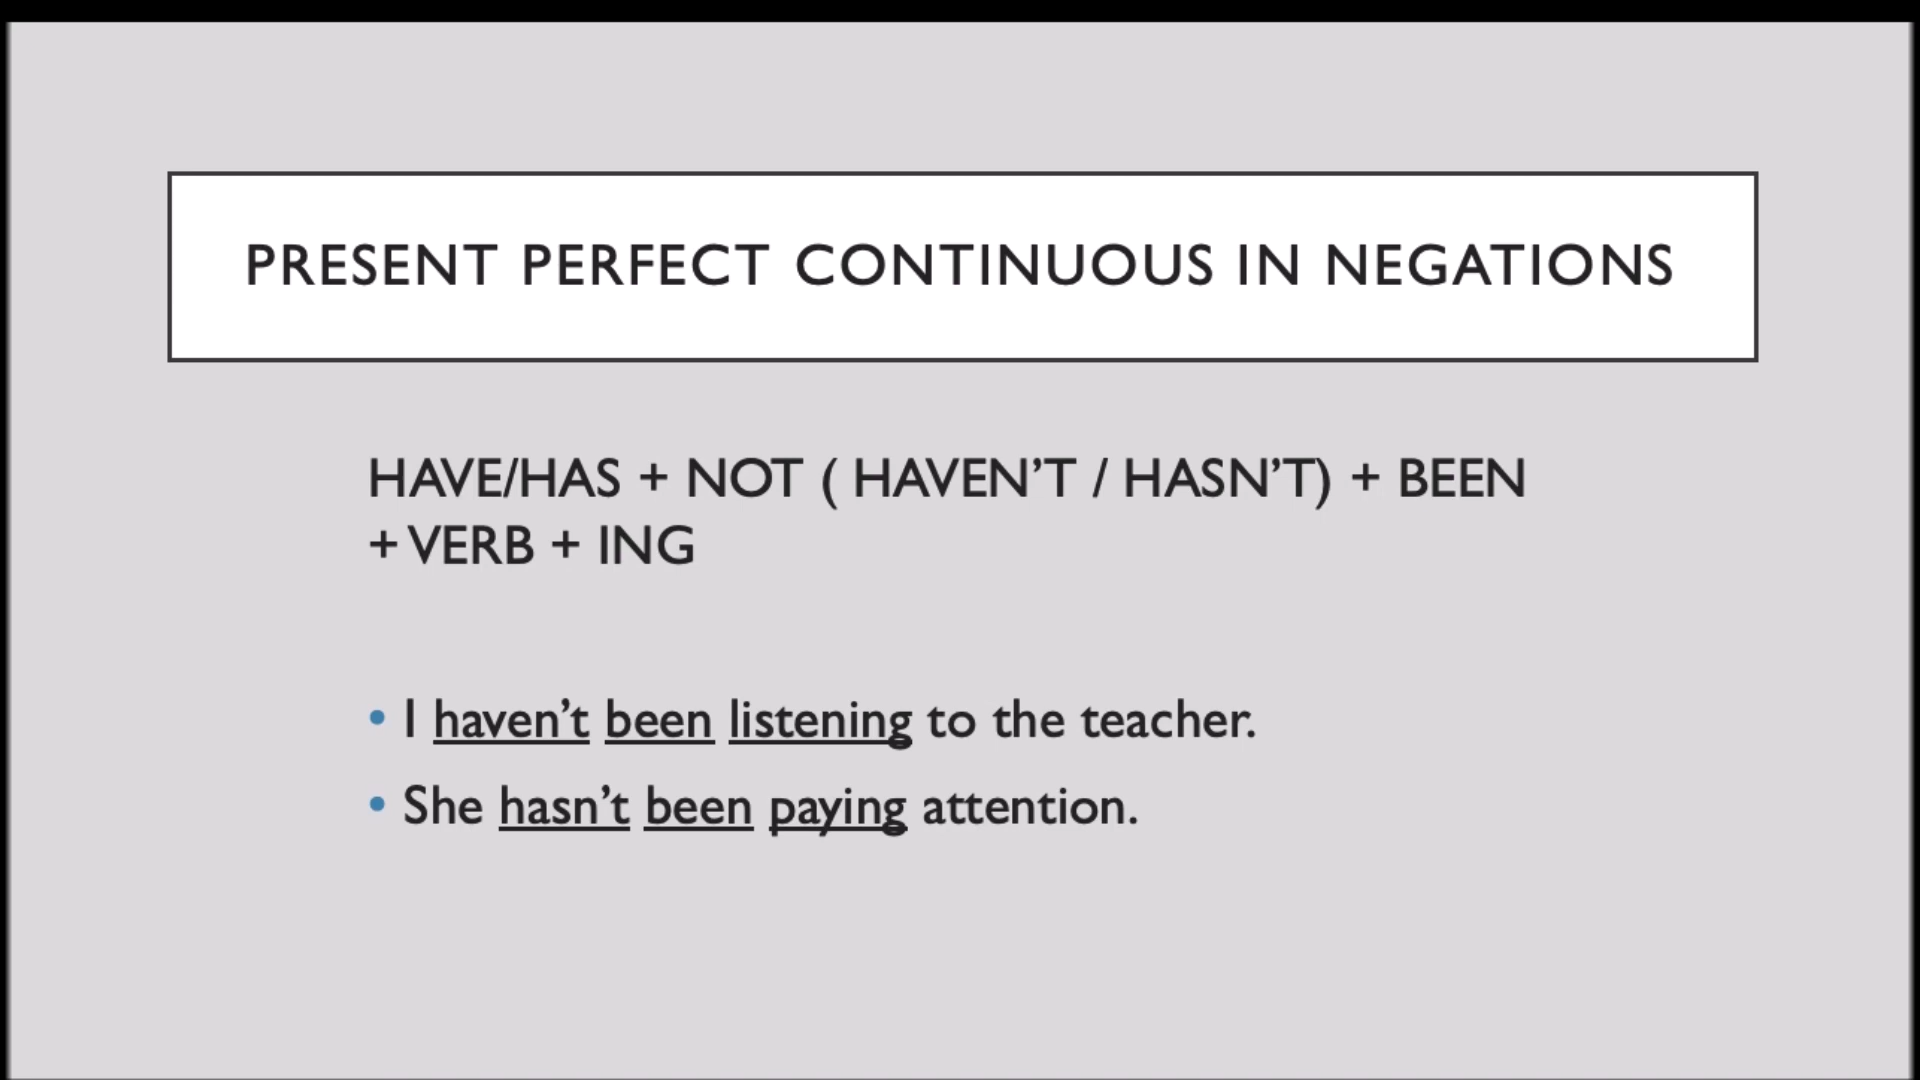 PRESENT PERFECT CONTINUOUS IN NEGATIONS
HAVE/HAS + NOT ( HAVEN’T / HASN’T) + BEEN
+ VERB + ING
• I haven’t been listening to the teacher.
• She hasn’t been paying attention.